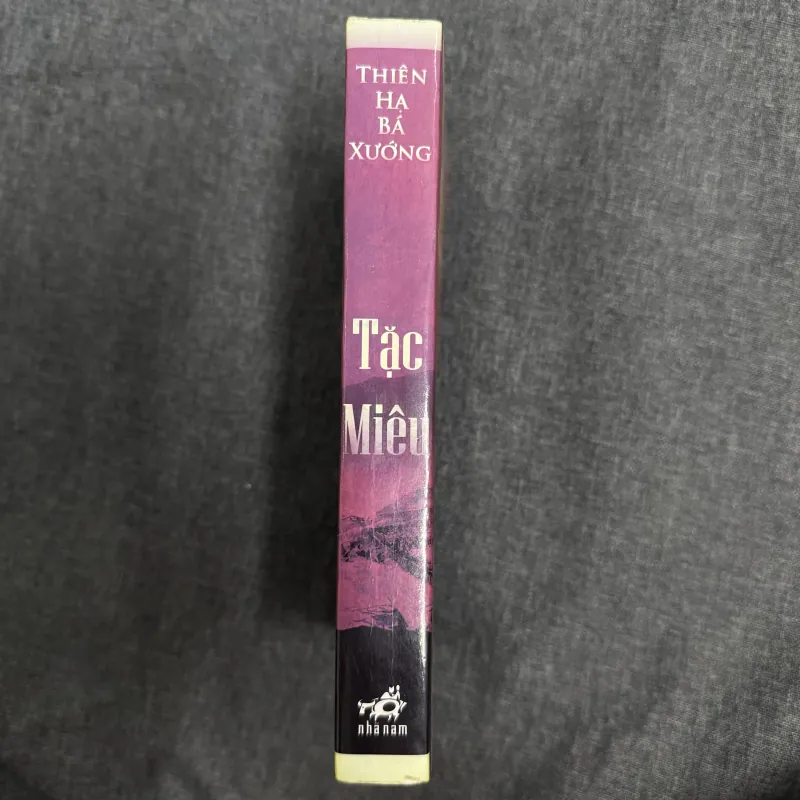 THIÊN
HẠ
BÁ
XƯỚNG
Tặc
Miêu
nhã nam